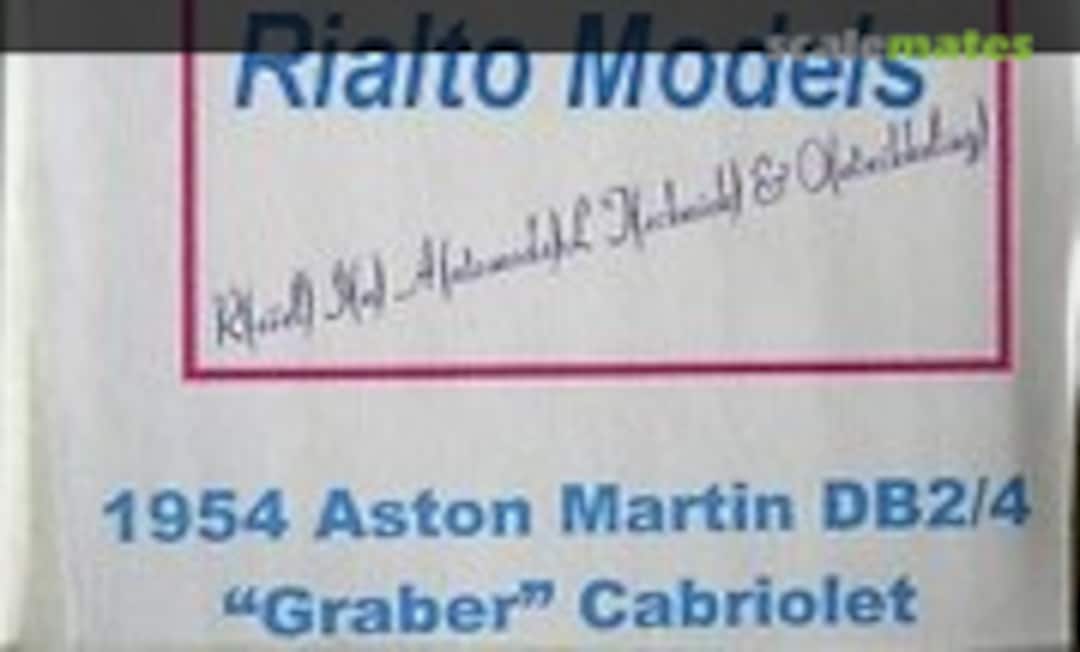 scalemates
Rialto Models
&
1954 Aston Martin DB2/4
“Graber” Cabriolet